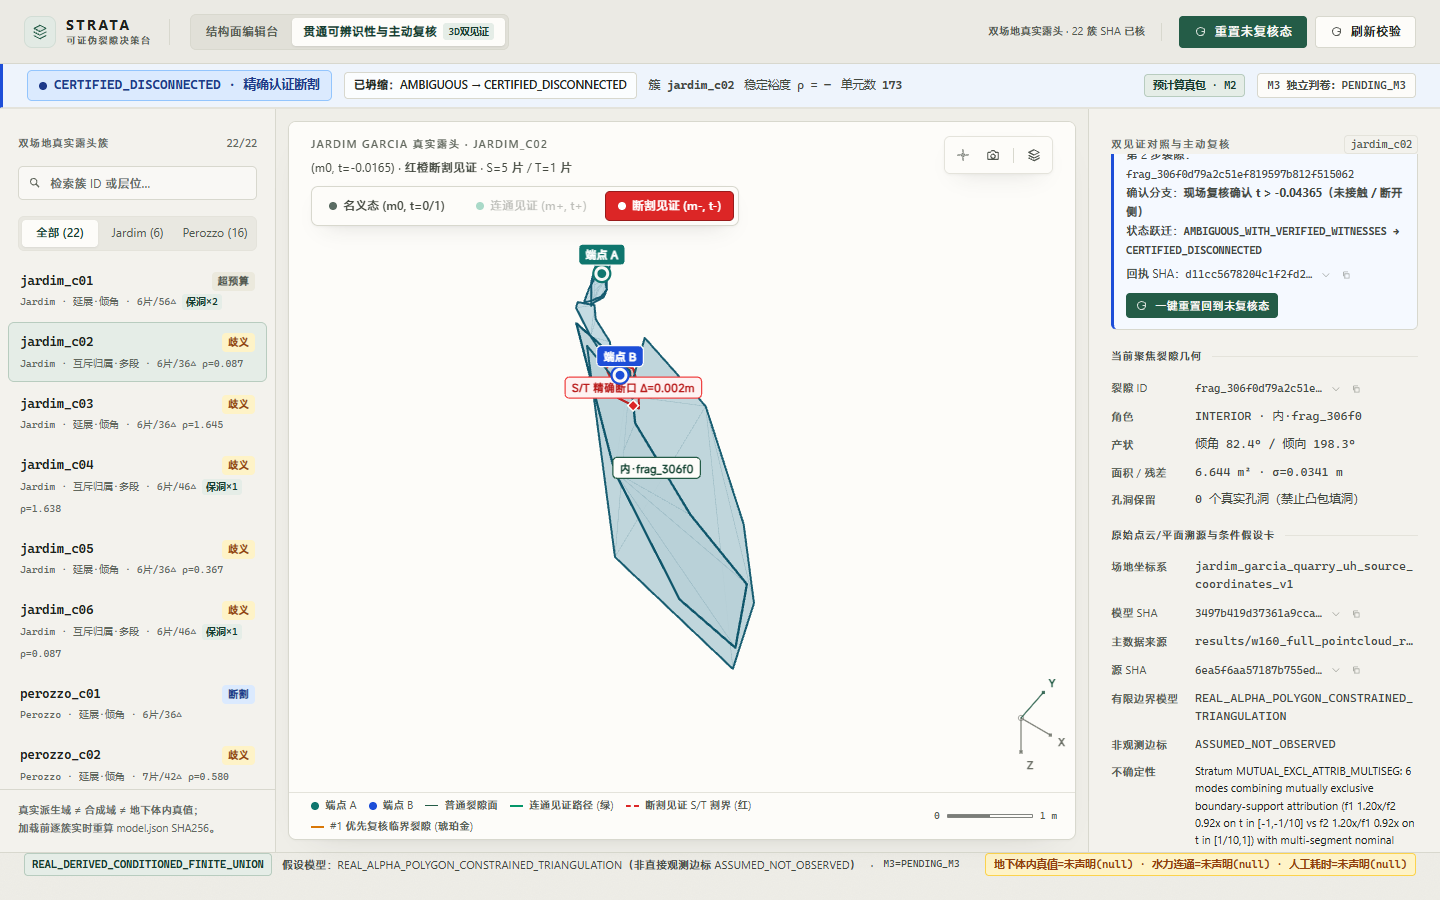 STRATA
可证伪裂隙决策台
结构面编辑台
贯通可辨识性与主动复核 3D双见证
双场地真实露头 · 22 簇 SHA 已核
重置未复核态
刷新校验
CERTIFIED_DISCONNECTED · 精确认证断割
已坍缩: AMBIGUOUS → CERTIFIED_DISCONNECTED
簇 jardim_c02 稳定裕度 ρ = — 单元数 173
预计算真包 · M2
M3 独立判卷: PENDING_M3
双场地真实露头簇 22/22
检索簇 ID 或层位...
全部 (22)
Jardim (6)
Perozzo (16)
jardim_c01 超预算
Jardim · 延展·倾角 · 6片/56△ 保洞×2
jardim_c02 歧义
Jardim · 互斥归属·多段 · 6片/36△ ρ=0.087
jardim_c03 歧义
Jardim · 延展·倾角 · 6片/36△ ρ=1.645
jardim_c04 歧义
Jardim · 互斥归属·多段 · 6片/46△ 保洞×1
ρ=1.638
jardim_c05 歧义
Jardim · 延展·倾角 · 6片/36△ ρ=0.367
jardim_c06 歧义
Jardim · 互斥归属·多段 · 6片/46△ 保洞×1
ρ=0.087
perozzo_c01 断割
Perozzo · 延展·倾角 · 6片/36△
perozzo_c02 歧义
Perozzo · 延展·倾角 · 7片/42△ ρ=0.580
真实派生域 ≠ 合成域 ≠ 地下体内真值;
加载前逐簇实时重算 model.json SHA256。
JARDIM GARCIA 真实露头 · JARDIM_C02
(m0, t=-0.0165) · 红橙断割见证 · S=5 片 / T=1 片
名义态 (m0, t=0/1)
连通见证 (m+, t+)
断割见证 (m-, t-)
端点 A
端点 B
S/T 精确断口 Δ=0.002m
内·frag_306f0
Y
X
Z
端点 A
端点 B
普通裂隙面
连通见证路径 (绿)
断割见证 S/T 割界 (红)
#1 优先复核临界裂隙 (琥珀金)
0 1 m
双见证对照与主动复核 jardim_c02
第 2 步裂隙:
frag_306f0d79a2c51ef819597b812f515062
确认分支: 现场复核确认 t > -0.04365 (未接触 / 断开
侧)
状态跃迁: AMBIGUOUS_WITH_VERIFIED_WITNESSES →
CERTIFIED_DISCONNECTED
回执 SHA: d11cc5678204c1f2fd2…
一键重置回到未复核态
当前聚焦裂隙几何
裂隙 ID frag_306f0d79a2c51e…
角色 INTERIOR · 内·frag_306f0
产状 倾角 82.4° / 倾向 198.3°
面积 / 残差 6.644 m² · σ=0.0341 m
孔洞保留 0 个真实孔洞 (禁止凸包填洞)
原始点云/平面溯源与条件假设卡
场地坐标系 jardim_garcia_quarry_uh_source_
coordinates_v1
模型 SHA 3497b419d37361a9cca…
主数据来源 results/w160_full_pointcloud_r…
源 SHA 6ea5f6aa57187b755ed…
有限边界模型 REAL_ALPHA_POLYGON_CONSTRAINED_
TRIANGULATION
非观测边标 ASSUMED_NOT_OBSERVED
不确定性 Stratum MUTUAL_EXCL_ATTRIB_MULTISEG: 6
modes combining mutually exclusive
boundary-support attribution (f1 1.20x/f2
0.92x on t in [-1,-1/10] vs f2 1.20x/f1 0.92x on
t in [1/10,1]) with multi-segment nominal
REAL_DERIVED_CONDITIONED_FINITE_UNION
假设模型: REAL_ALPHA_POLYGON_CONSTRAINED_TRIANGULATION (非直接观测边标 ASSUMED_NOT_OBSERVED)
· M3=PENDING_M3
地下体内真值=未声明(null) · 水力连通=未声明(null) · 人工耗时=未声明(null)